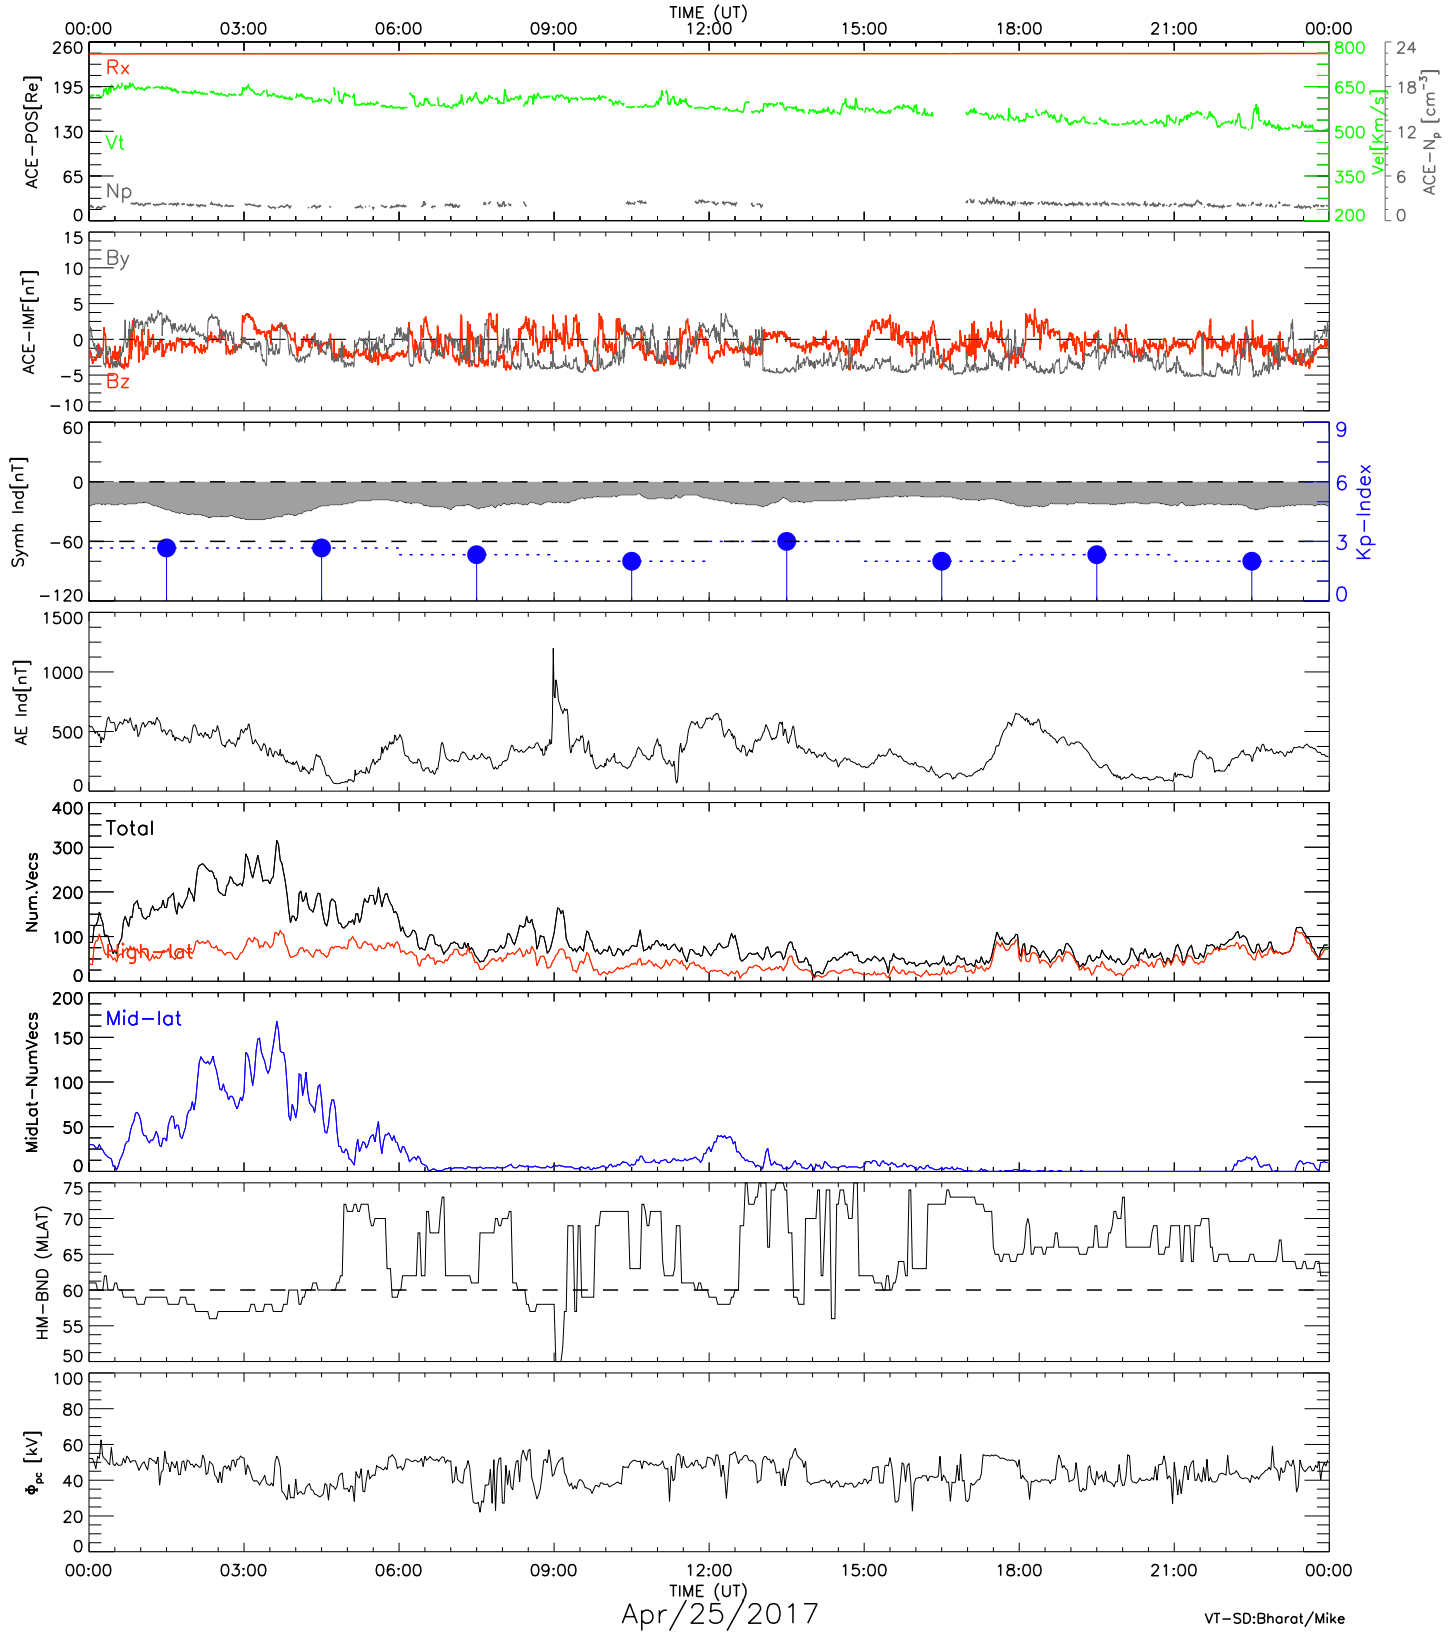 TIME (UT)
00:00 03:00 06:00 09:00 12:00 15:00 18:00 21:00 00:00
ACE-POS[Re]
260
195
130
65
0
Rx
Vt
Np
800
650
500
350
200
Vel[Km/s]
24
18
12
6
0
ACE-Np [cm-3]
ACE-IMF[nT]
15
10
5
0
-5
-10
By
Bz
Symh Ind[nT]
60
0
-60
-120
9
6
3
0
Kp-Index
AE Ind[nT]
1500
1000
500
0
Num.Vecs
400
300
200
100
0
Total
High-lat
MidLat-NumVecs
200
150
100
50
0
Mid-lat
HM-BND (MLAT)
75
70
65
60
55
50
Φpc [kV]
100
80
60
40
20
0
00:00 03:00 06:00 09:00 12:00 15:00 18:00 21:00 00:00
TIME (UT)
Apr/25/2017
VT-SD:Bharat/Mike